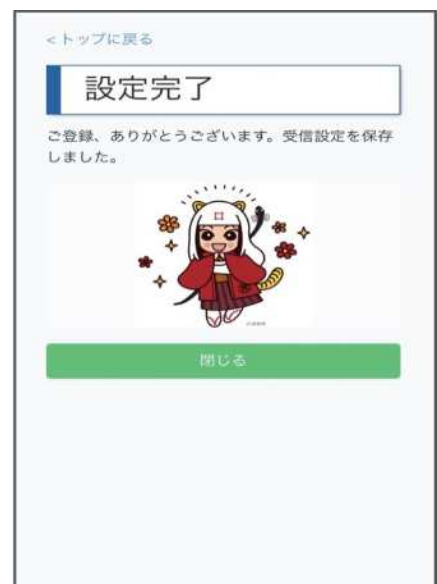 <トップに戻る
設定完了
ご登録、ありがとうございます。受信設定を保存
しました。
閉じる